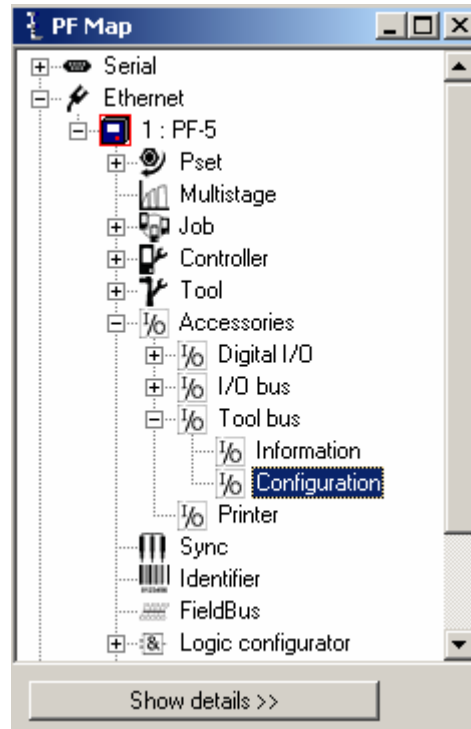 PF Map
Serial
Ethernet
1 : PF-5
Pset
Multistage
Job
Controller
Tool
Accessories
I/O Digital I/O
I/O I/O bus
I/O Tool bus
I/O Information
I/O Configuration
I/O Printer
Sync
Identifier
FieldBus
& Logic configurator
Show details >>